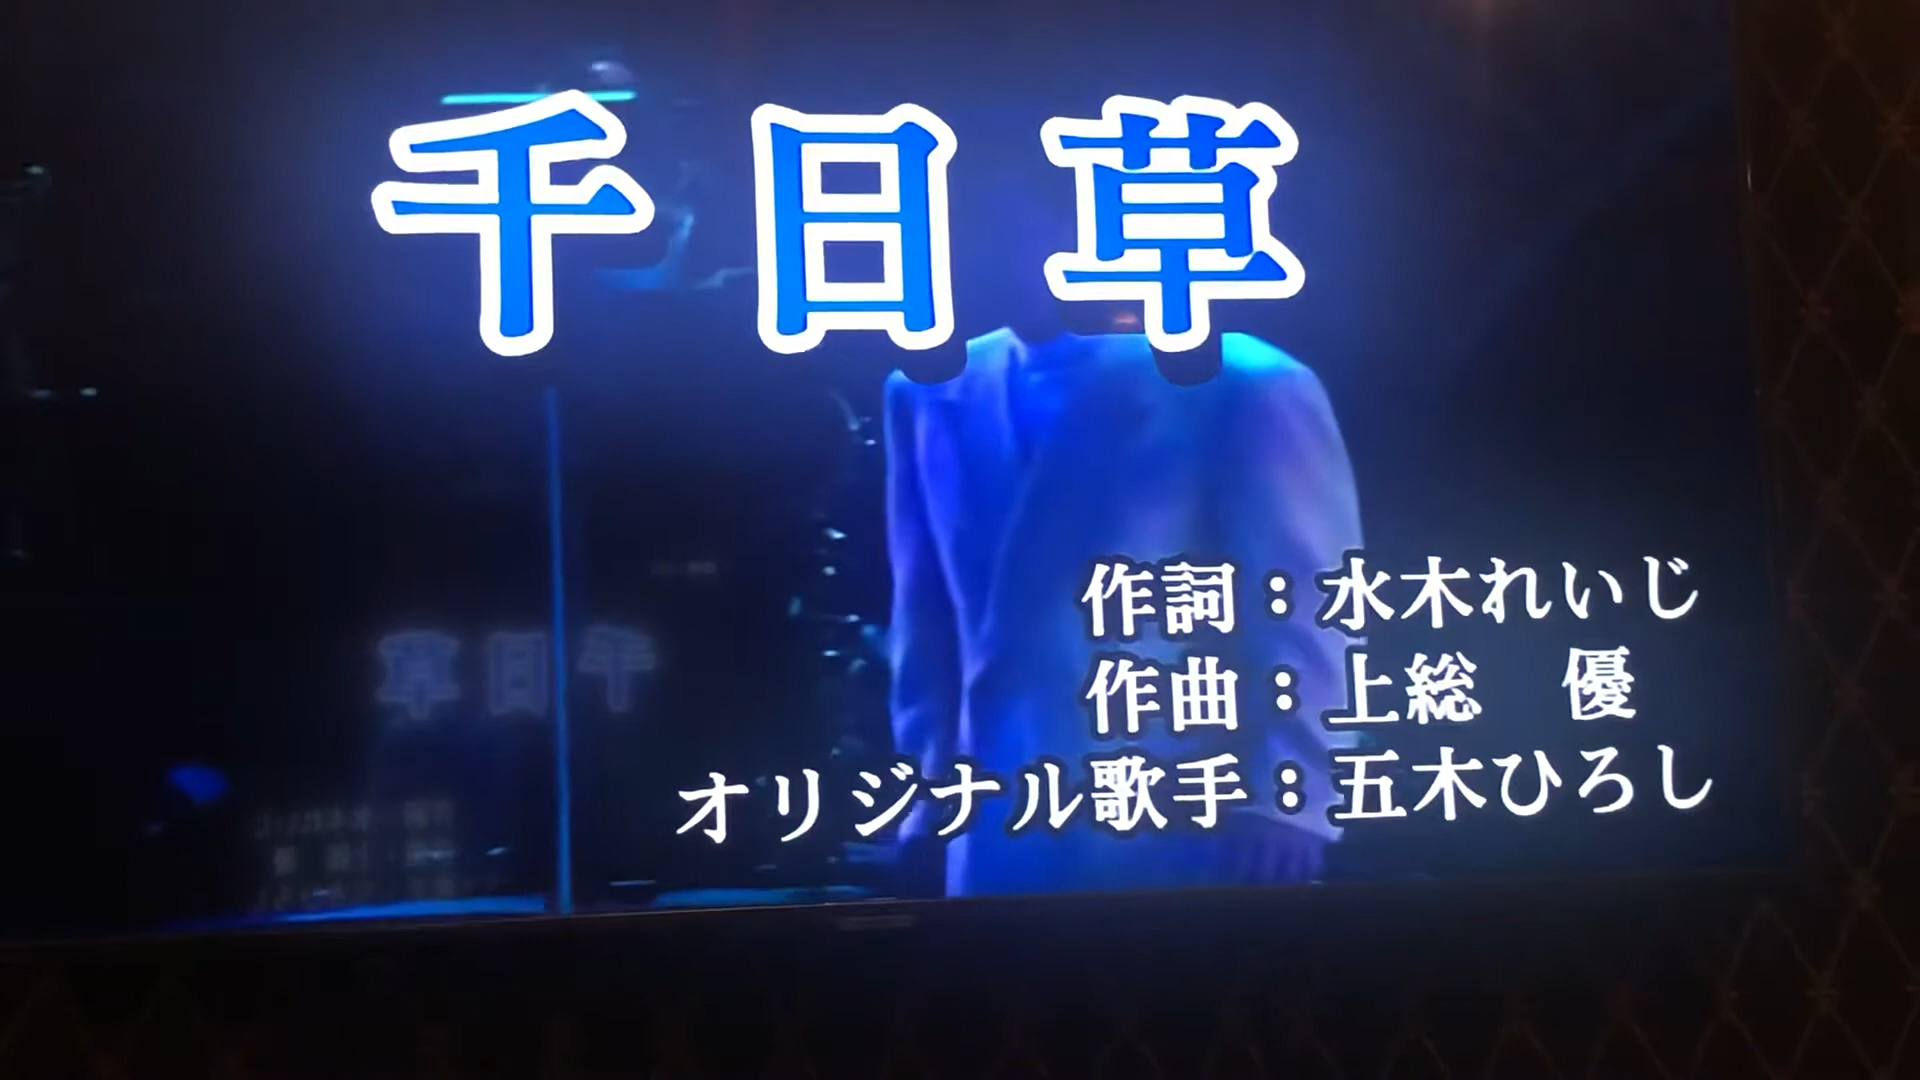 千日草
作詞：水木れいじ
作曲：上総　優
オリジナル歌手：五木ひろし